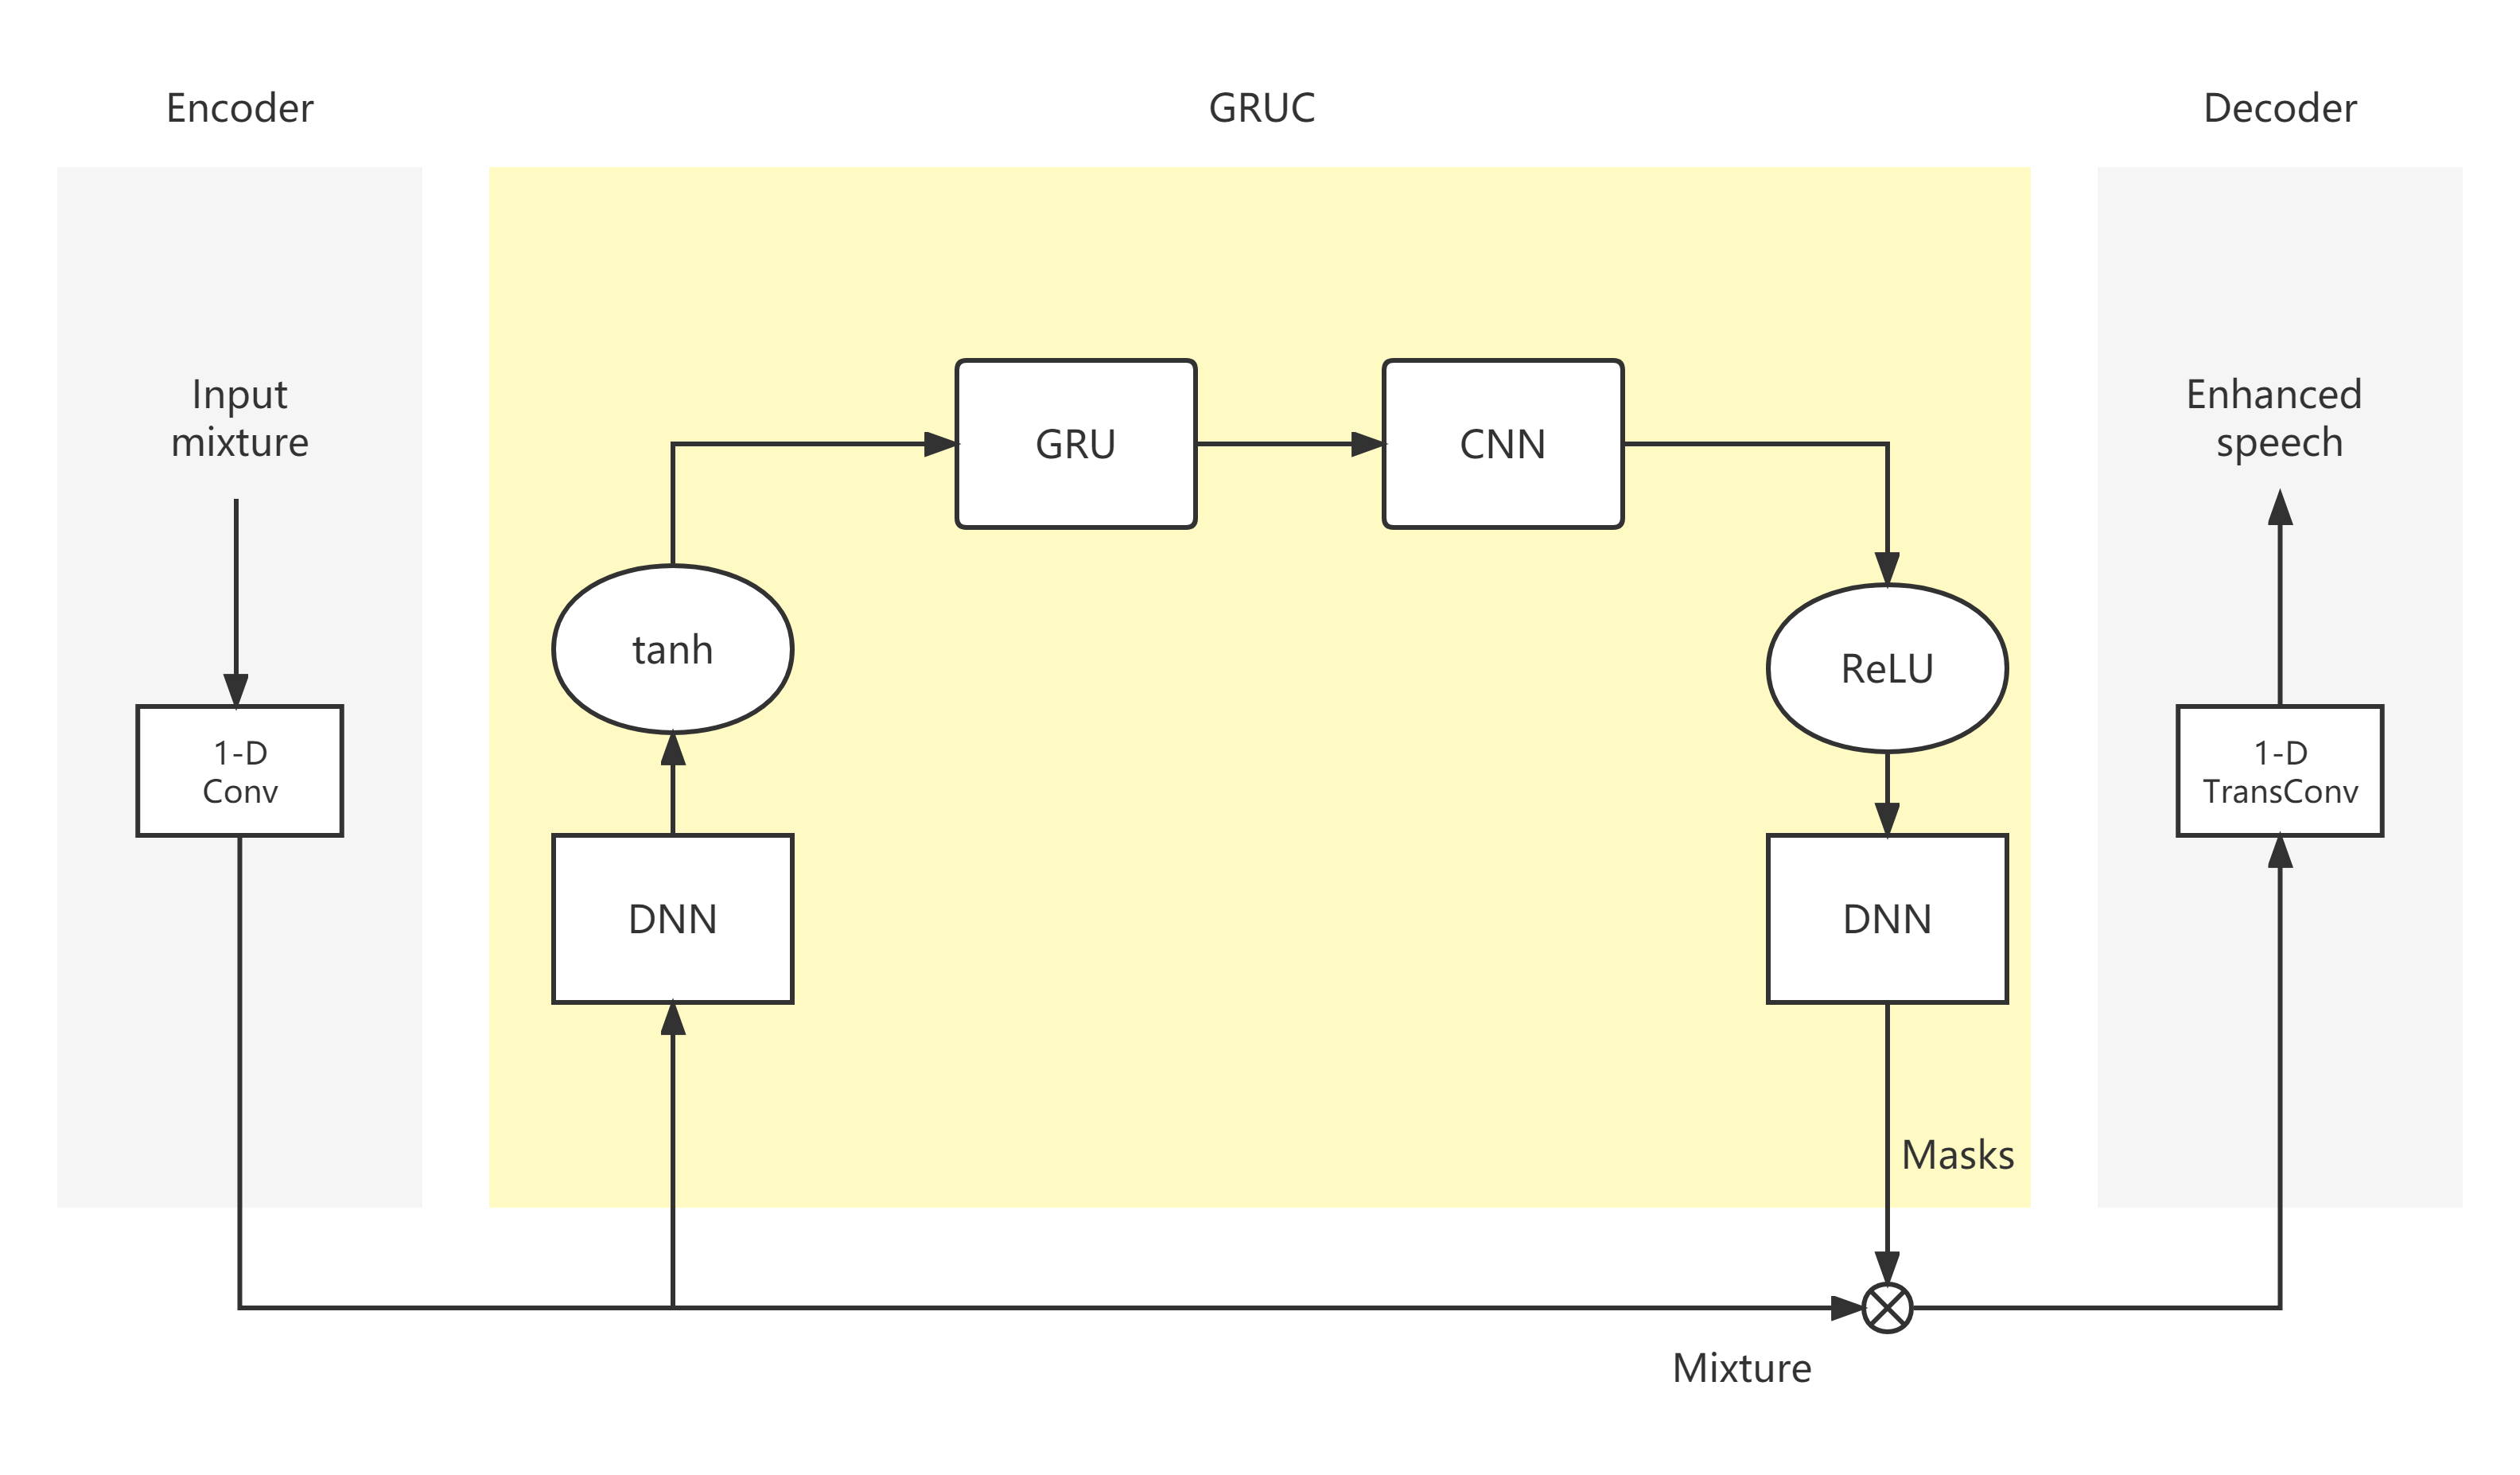 Encoder
GRUC
Decoder
Input
mixture
1-D
Conv
DNN
tanh
GRU
CNN
ReLU
DNN
Masks
Mixture
1-D
TransConv
Enhanced
speech